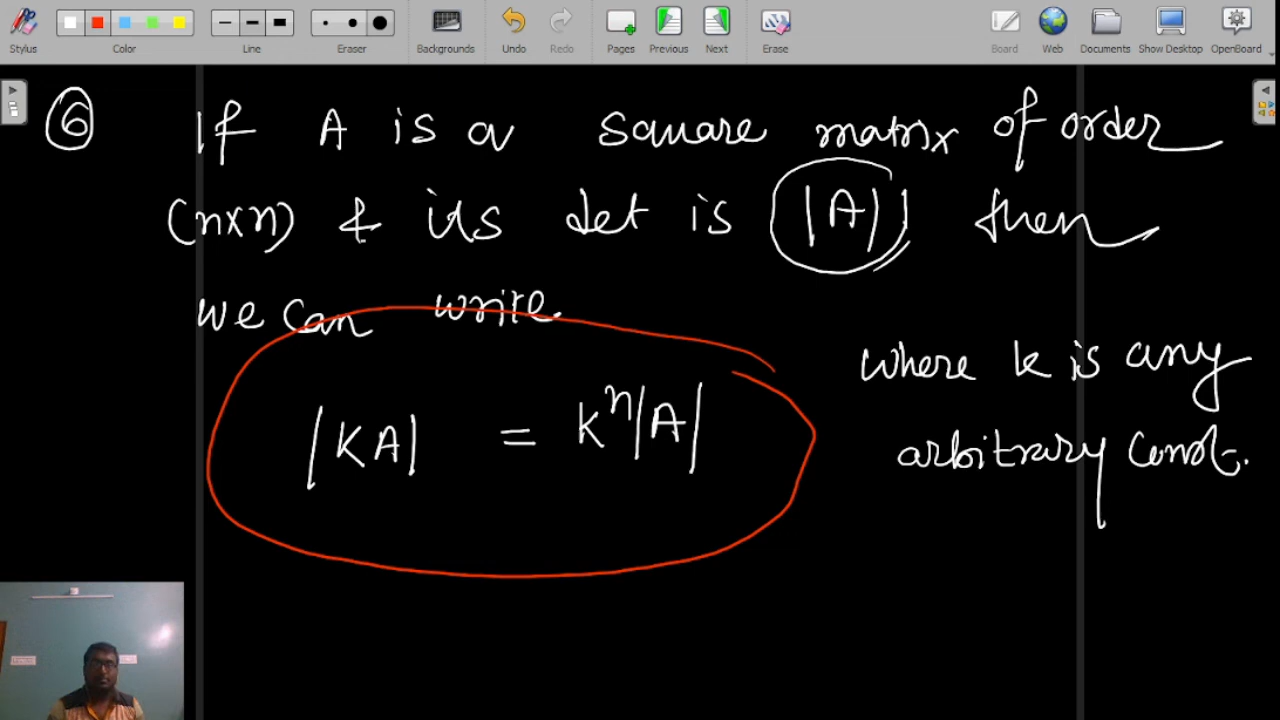 Stylus
Color
Line
Eraser
Backgrounds
Undo
Redo
Pages
Previous
Next
Erase
Board
Web
Documents
Show Desktop
OpenBoard
⑥ If A is a square matrix of order
(n×n) & its det is |A| then
we can write.
where k is any
|KA| = K^n|A|
arbitrary const.